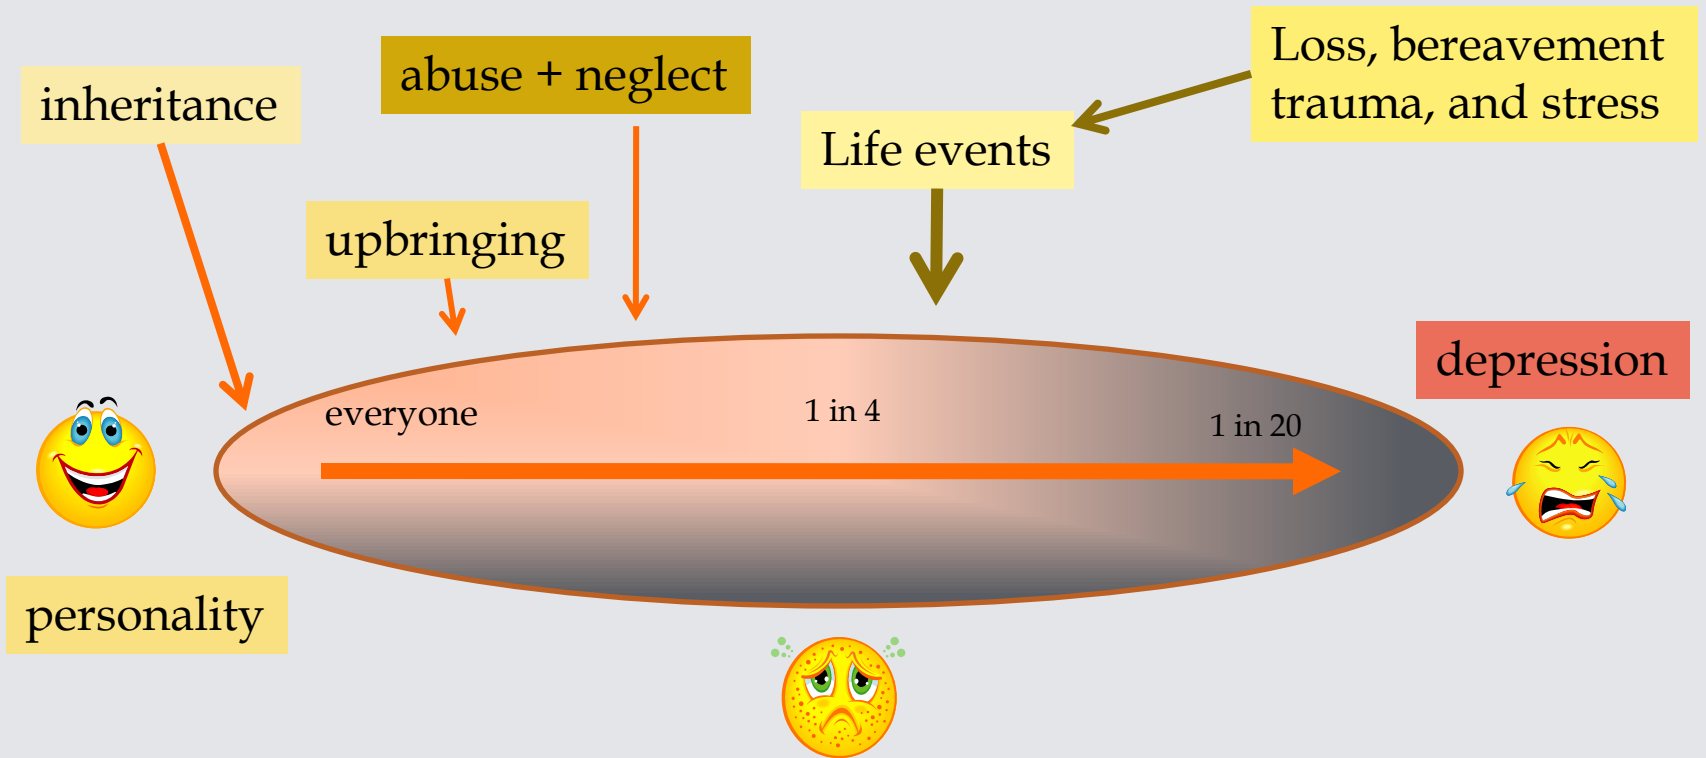 inheritance
abuse + neglect
upbringing
Life events
Loss, bereavement
trauma, and stress
everyone
1 in 4
1 in 20
depression
personality